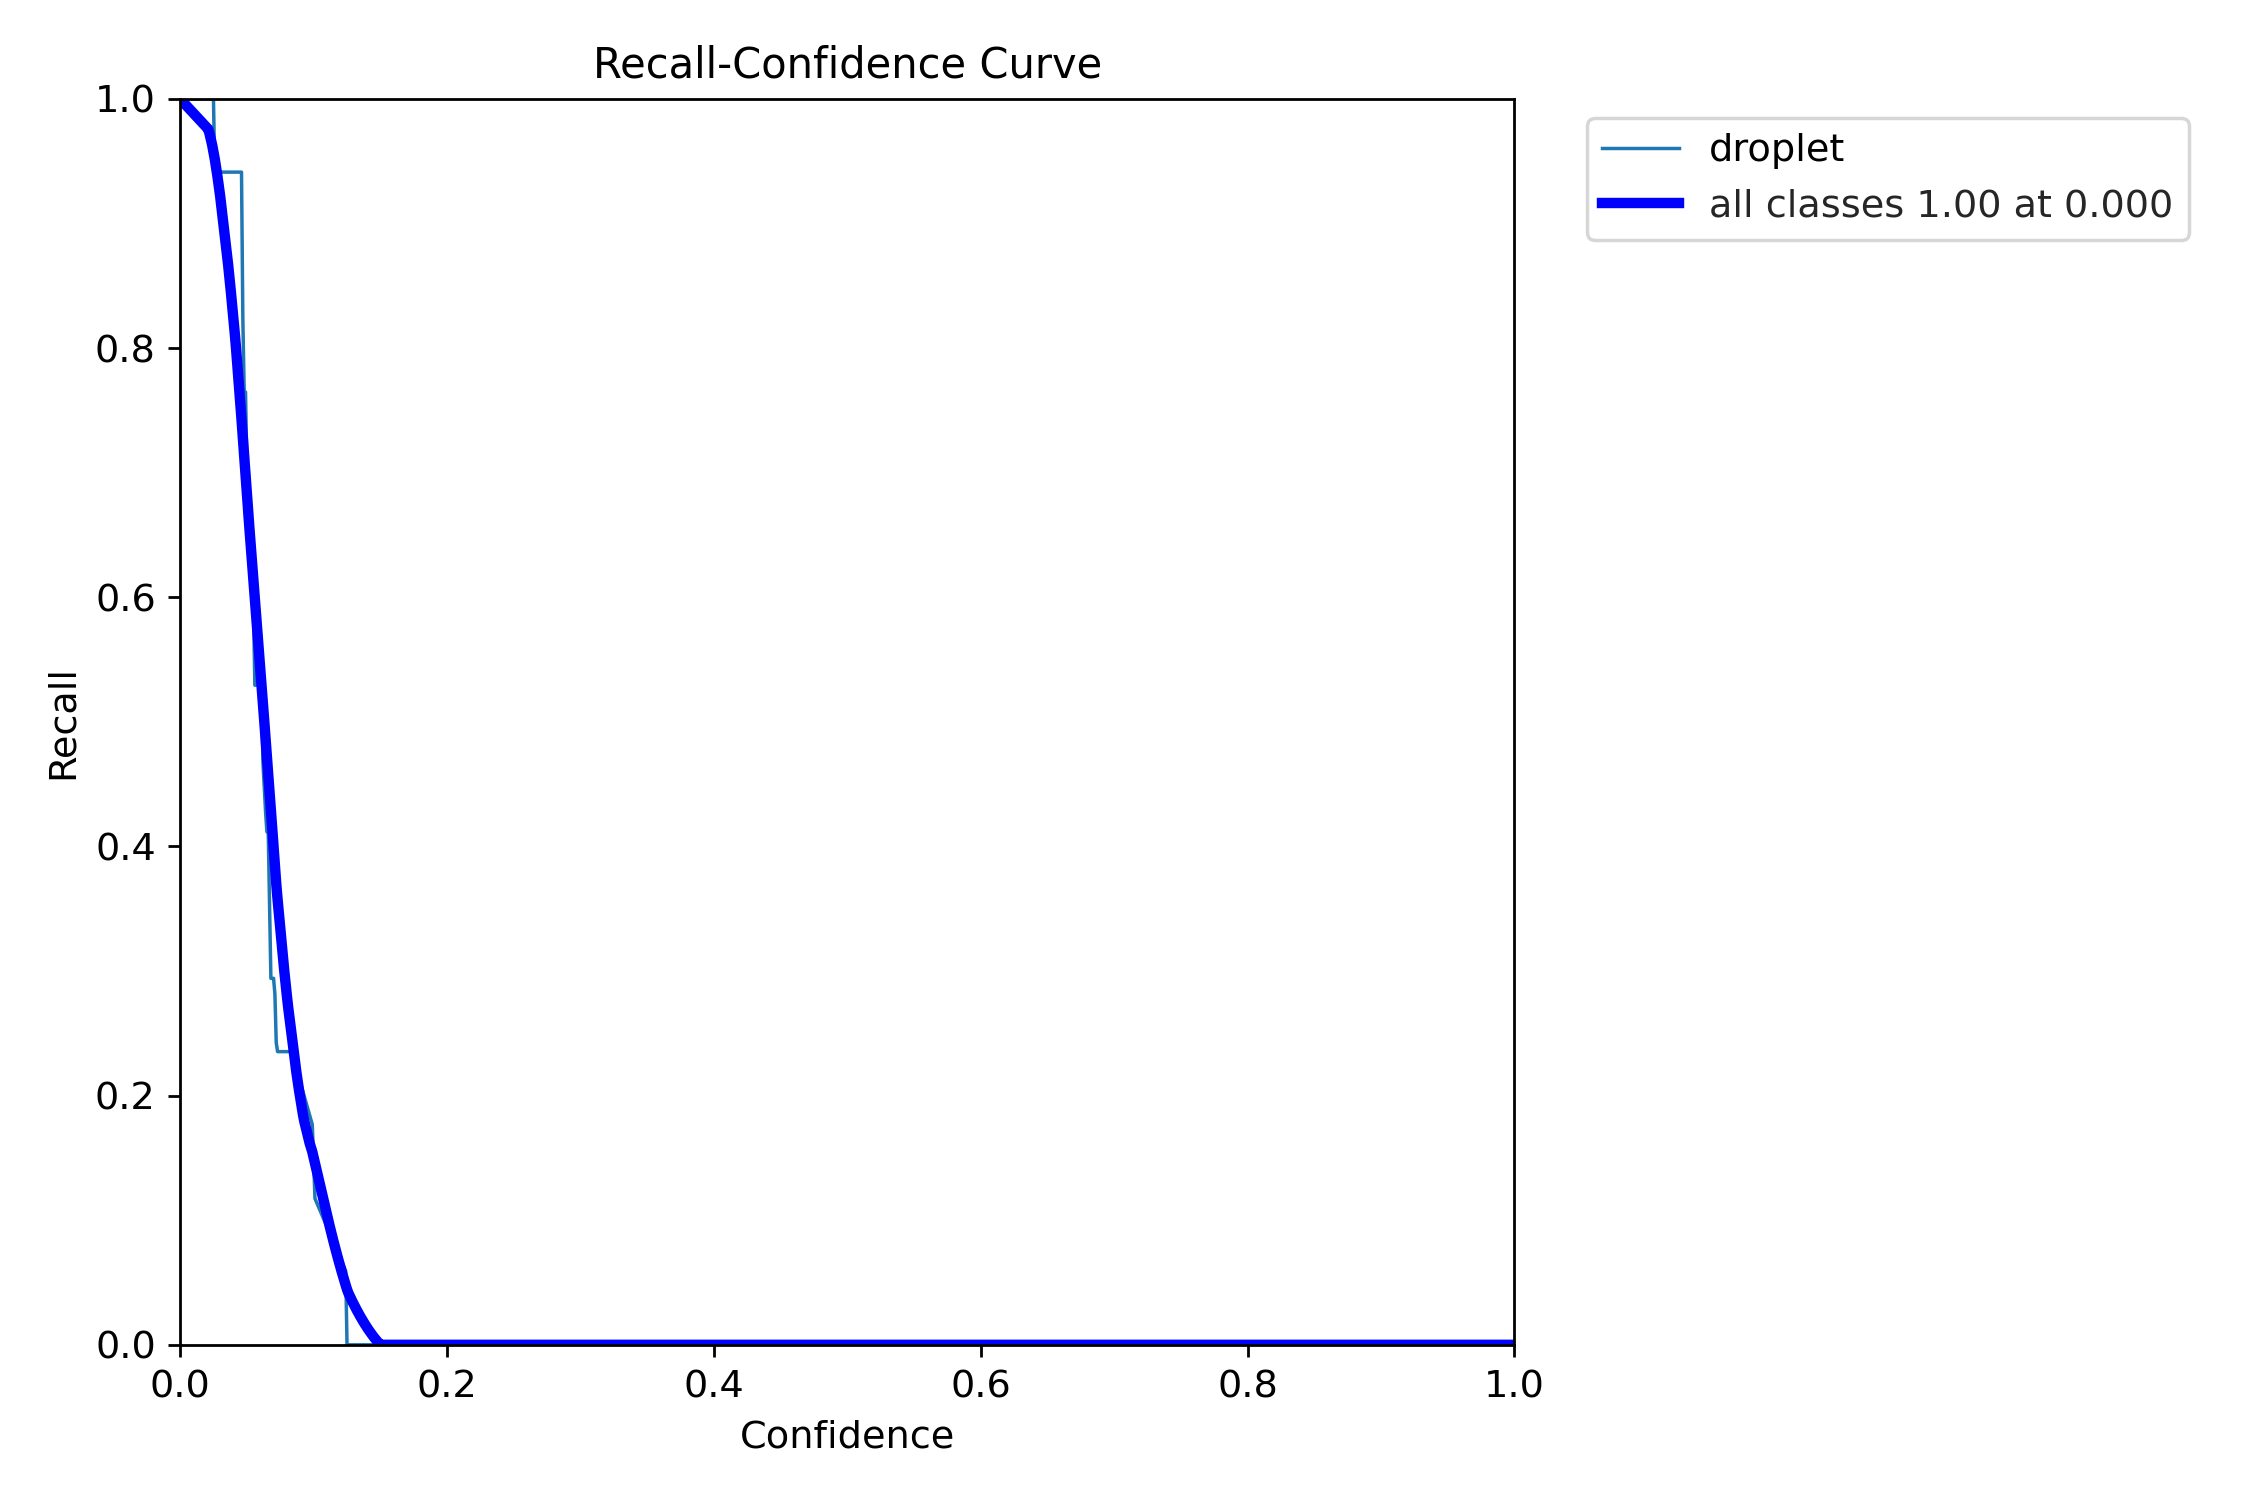 Recall-Confidence Curve
1.0
0.8
0.6
0.4
0.2
0.0
Recall
0.0 0.2 0.4 0.6 0.8 1.0
Confidence
droplet
all classes 1.00 at 0.000